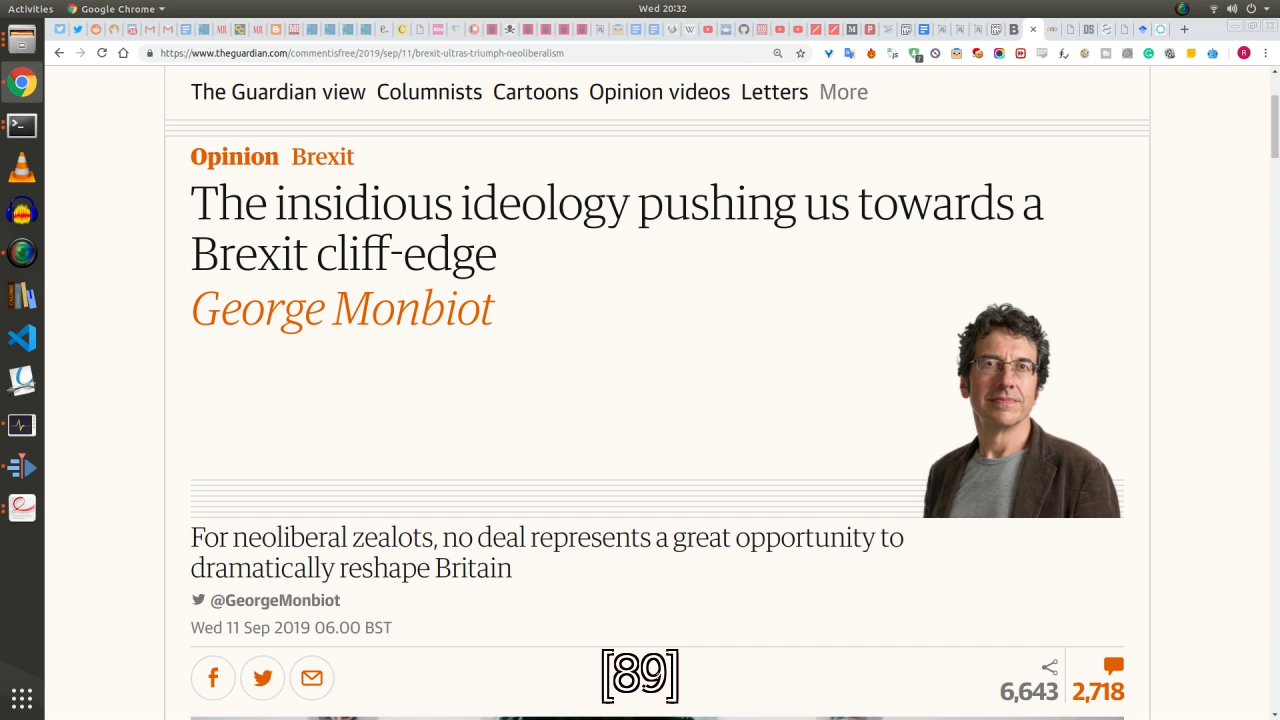 Activities Google Chrome Wed 20:32
https://www.theguardian.com/commentisfree/2019/sep/11/brexit-ultras-triumph-neoliberalism
The Guardian view Columnists Cartoons Opinion videos Letters More
Opinion Brexit
The insidious ideology pushing us towards a
Brexit cliff-edge
George Monbiot
For neoliberal zealots, no deal represents a great opportunity to
dramatically reshape Britain
@GeorgeMonbiot
Wed 11 Sep 2019 06.00 BST
[89]
6,643 2,718